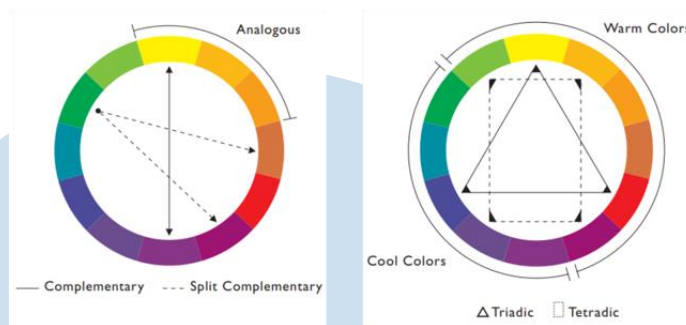 Analogous
Complementary
Split Complementary
Warm Colors
Cool Colors
Triadic
Tetradic